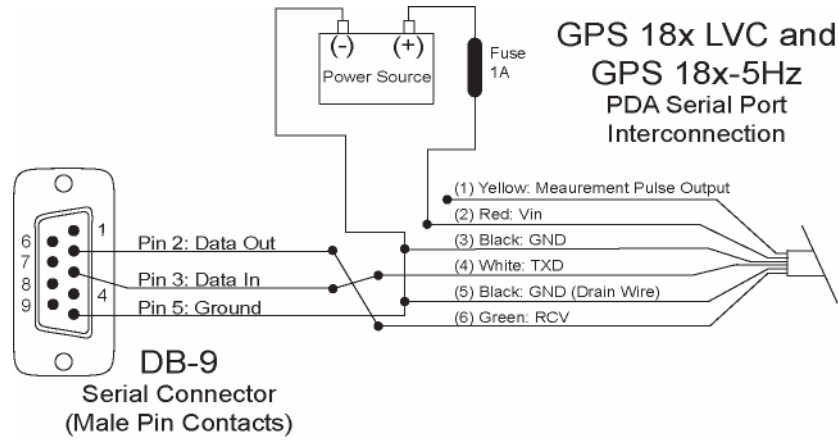 (-)
(+)
Power Source
Fuse
1A
GPS 18x LVC and
GPS 18x-5Hz
PDA Serial Port
Interconnection
(1) Yellow: Meaurement Pulse Output
(2) Red: Vin
(3) Black: GND
(4) White: TXD
(5) Black: GND (Drain Wire)
(6) Green: RCV
1
6
7
8
4
9
Pin 2: Data Out
Pin 3: Data In
Pin 5: Ground
DB-9
Serial Connector
(Male Pin Contacts)